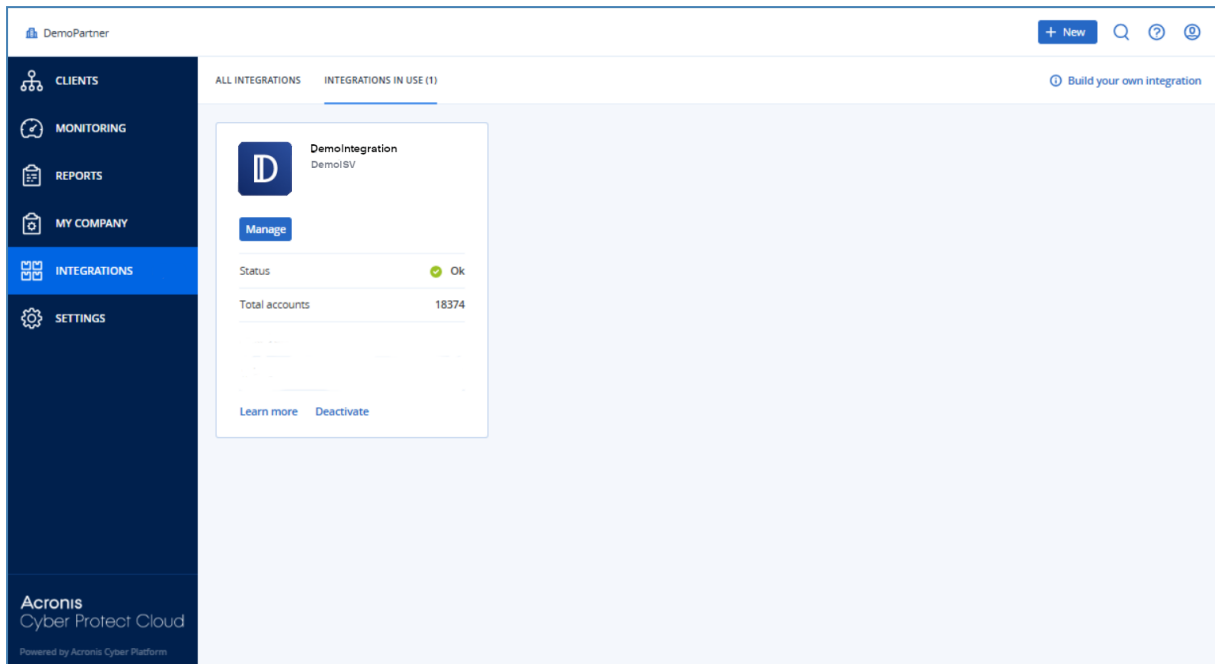 DemoPartner
+ New
CLIENTS
MONITORING
REPORTS
MY COMPANY
INTEGRATIONS
SETTINGS
Acronis
Cyber Protect Cloud
Powered by Acronis Cyber Platform
ALL INTEGRATIONS
INTEGRATIONS IN USE (1)
Build your own integration
D
DemoIntegration
DemoISV
Manage
Status Ok
Total accounts 18374
Learn more Deactivate